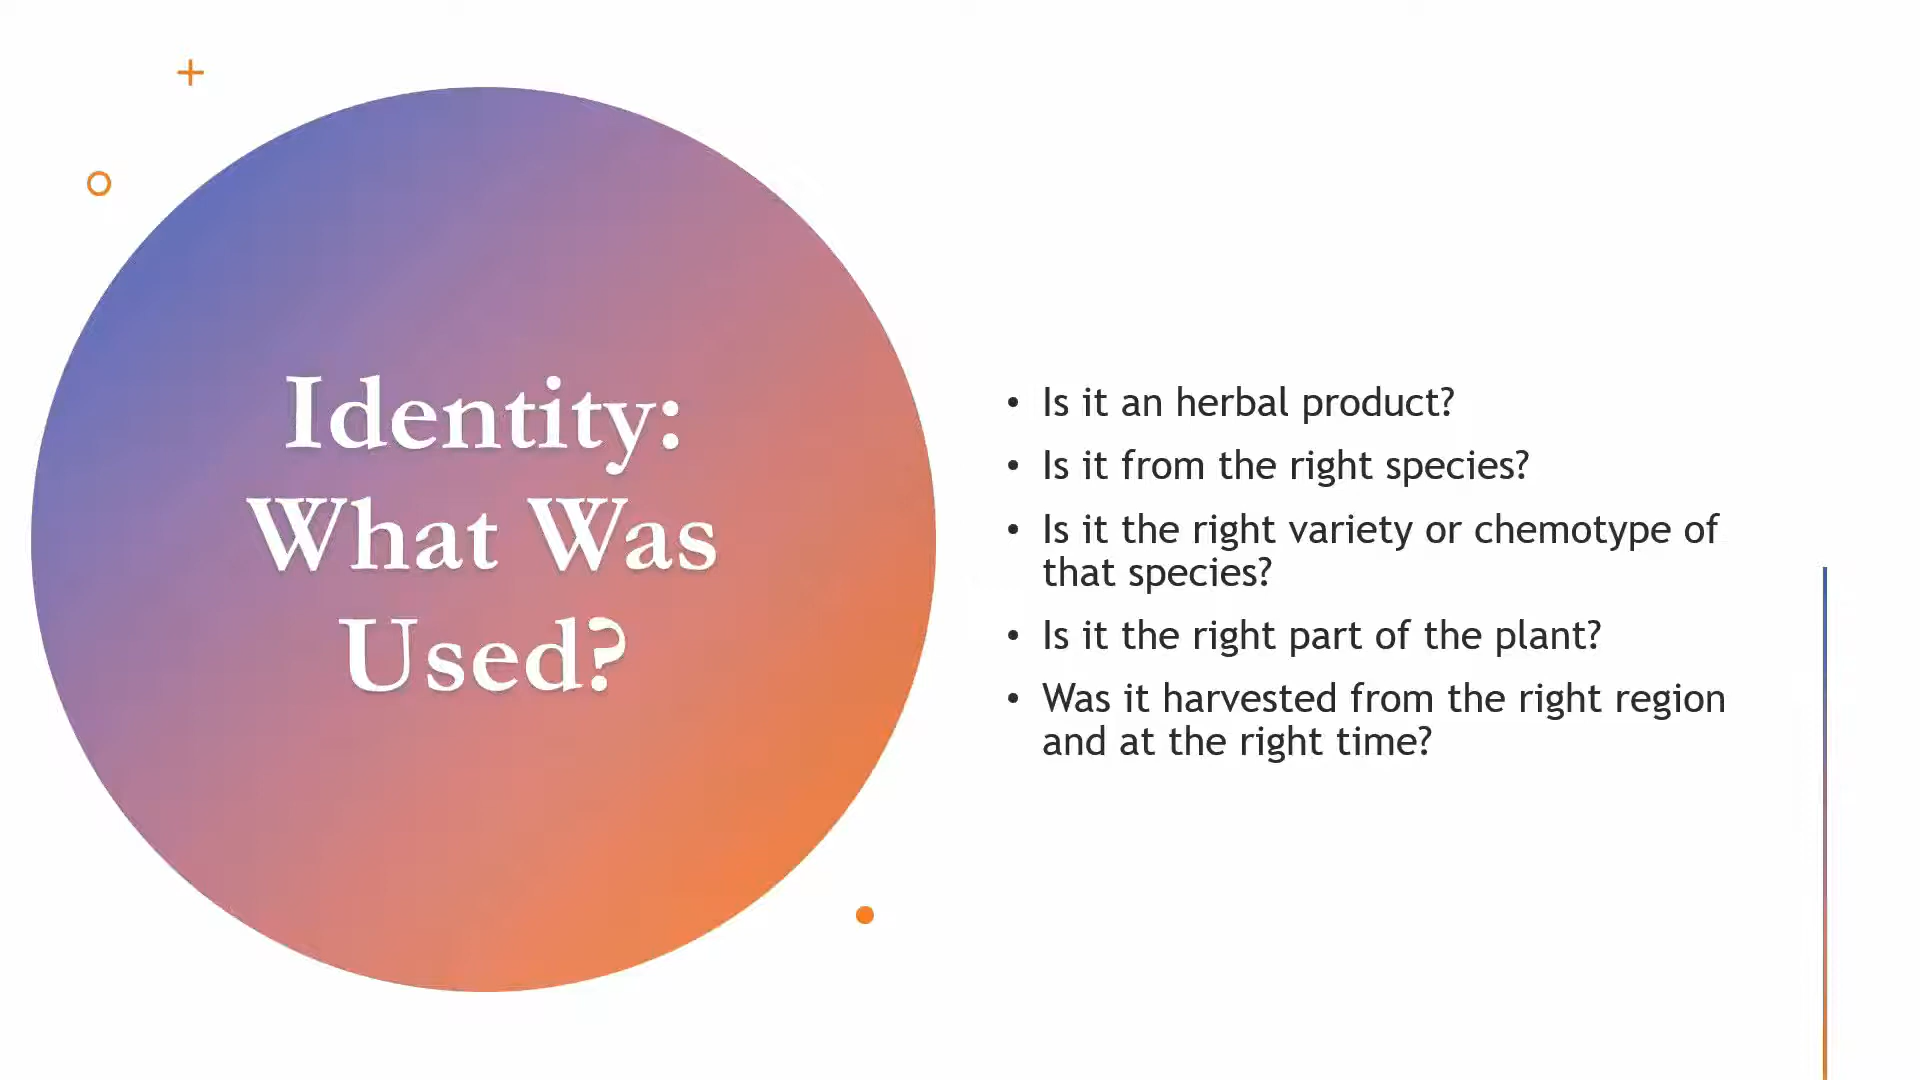 Identity:
What Was
Used?
• Is it an herbal product?
• Is it from the right species?
• Is it the right variety or chemotype of
that species?
• Is it the right part of the plant?
• Was it harvested from the right region
and at the right time?